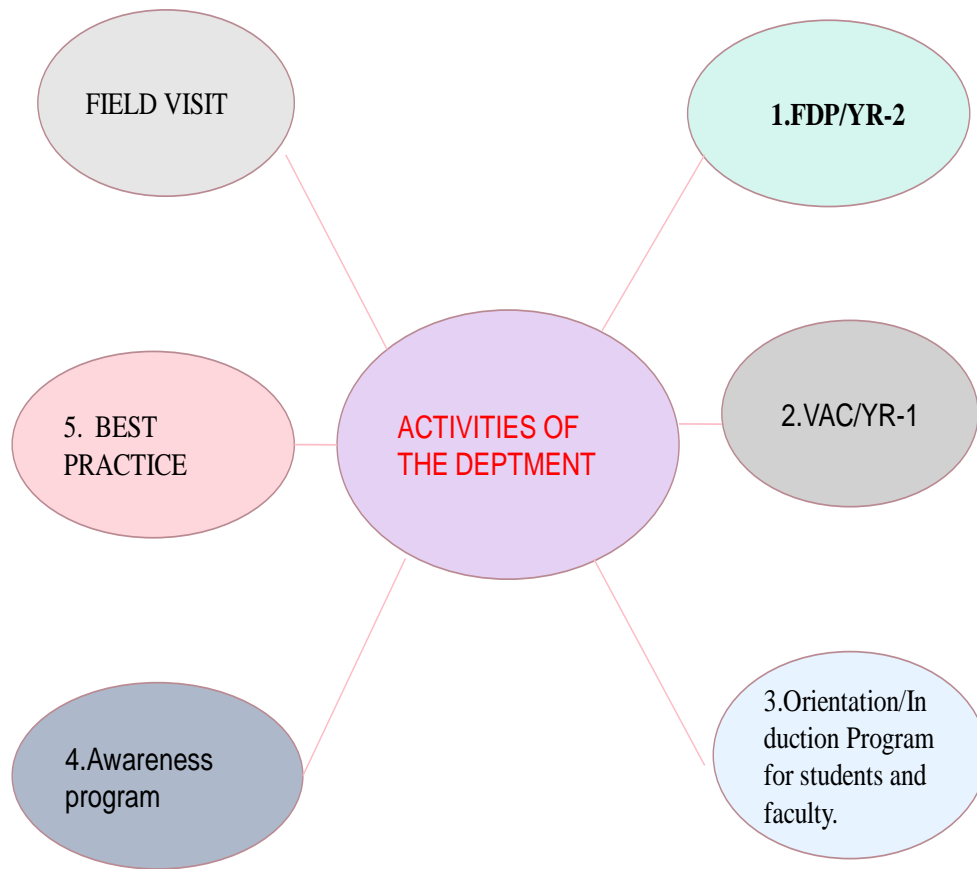 FIELD VISIT
1.FDP/YR-2
5. BEST
PRACTICE
ACTIVITIES OF
THE DEPTMENT
2.VAC/YR-1
4.Awareness
program
3.Orientation/In
duction Program
for students and
faculty.